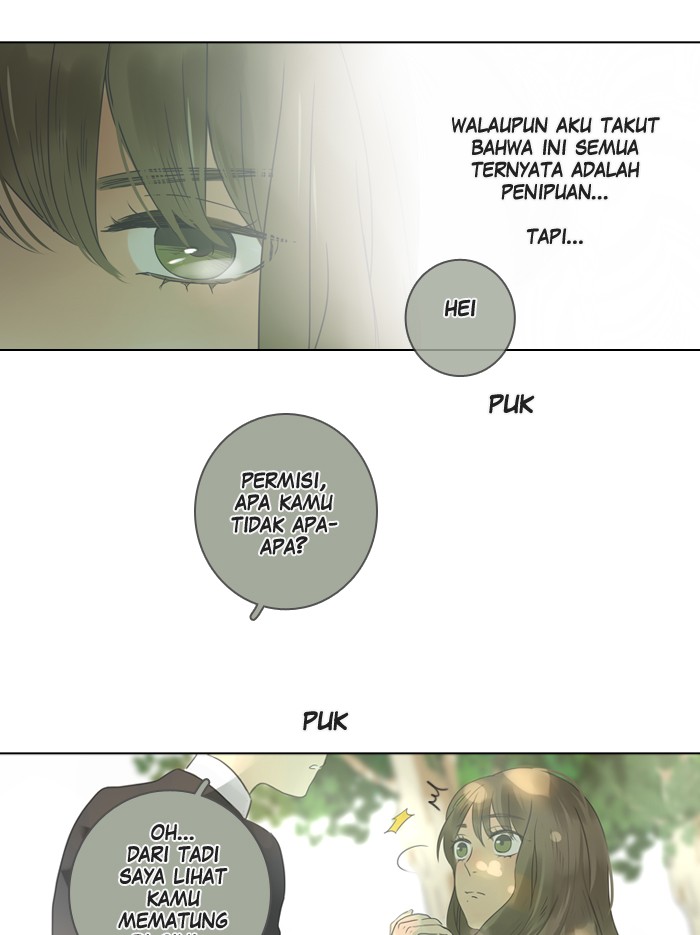 WALAUPUN AKU TAKUT
BAHWA INI SEMUA
TERNYATA ADALAH
PENIPUAN...
TAPI...
HEI
PUK
PERMISI,
APA KAMU
TIDAK APA-
APA?
PUK
OH...
DARI TADI
SAYA LIHAT
KAMU
MEMATUNG